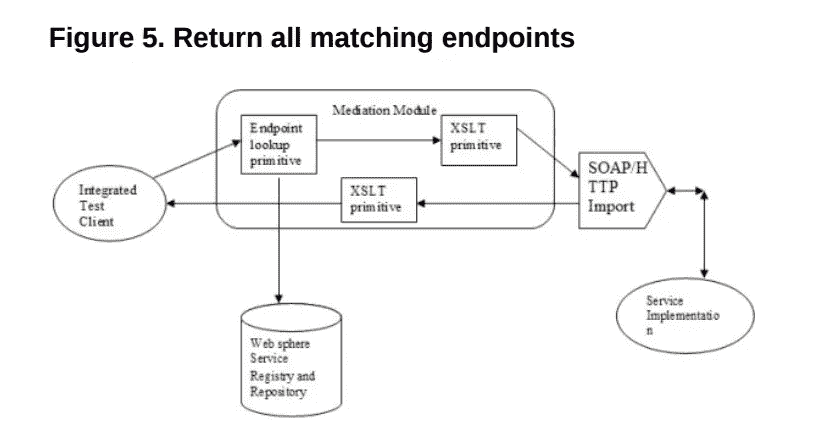 Figure 5. Return all matching endpoints
Mediation Module
Endpoint
lookup
primitive
XSLT
primitive
SOAP/H
TTP
Import
Integrated
Test
Client
XSLT
primitive
Service
Implementatio
n
Web sphere
Service
Registry and
Repository